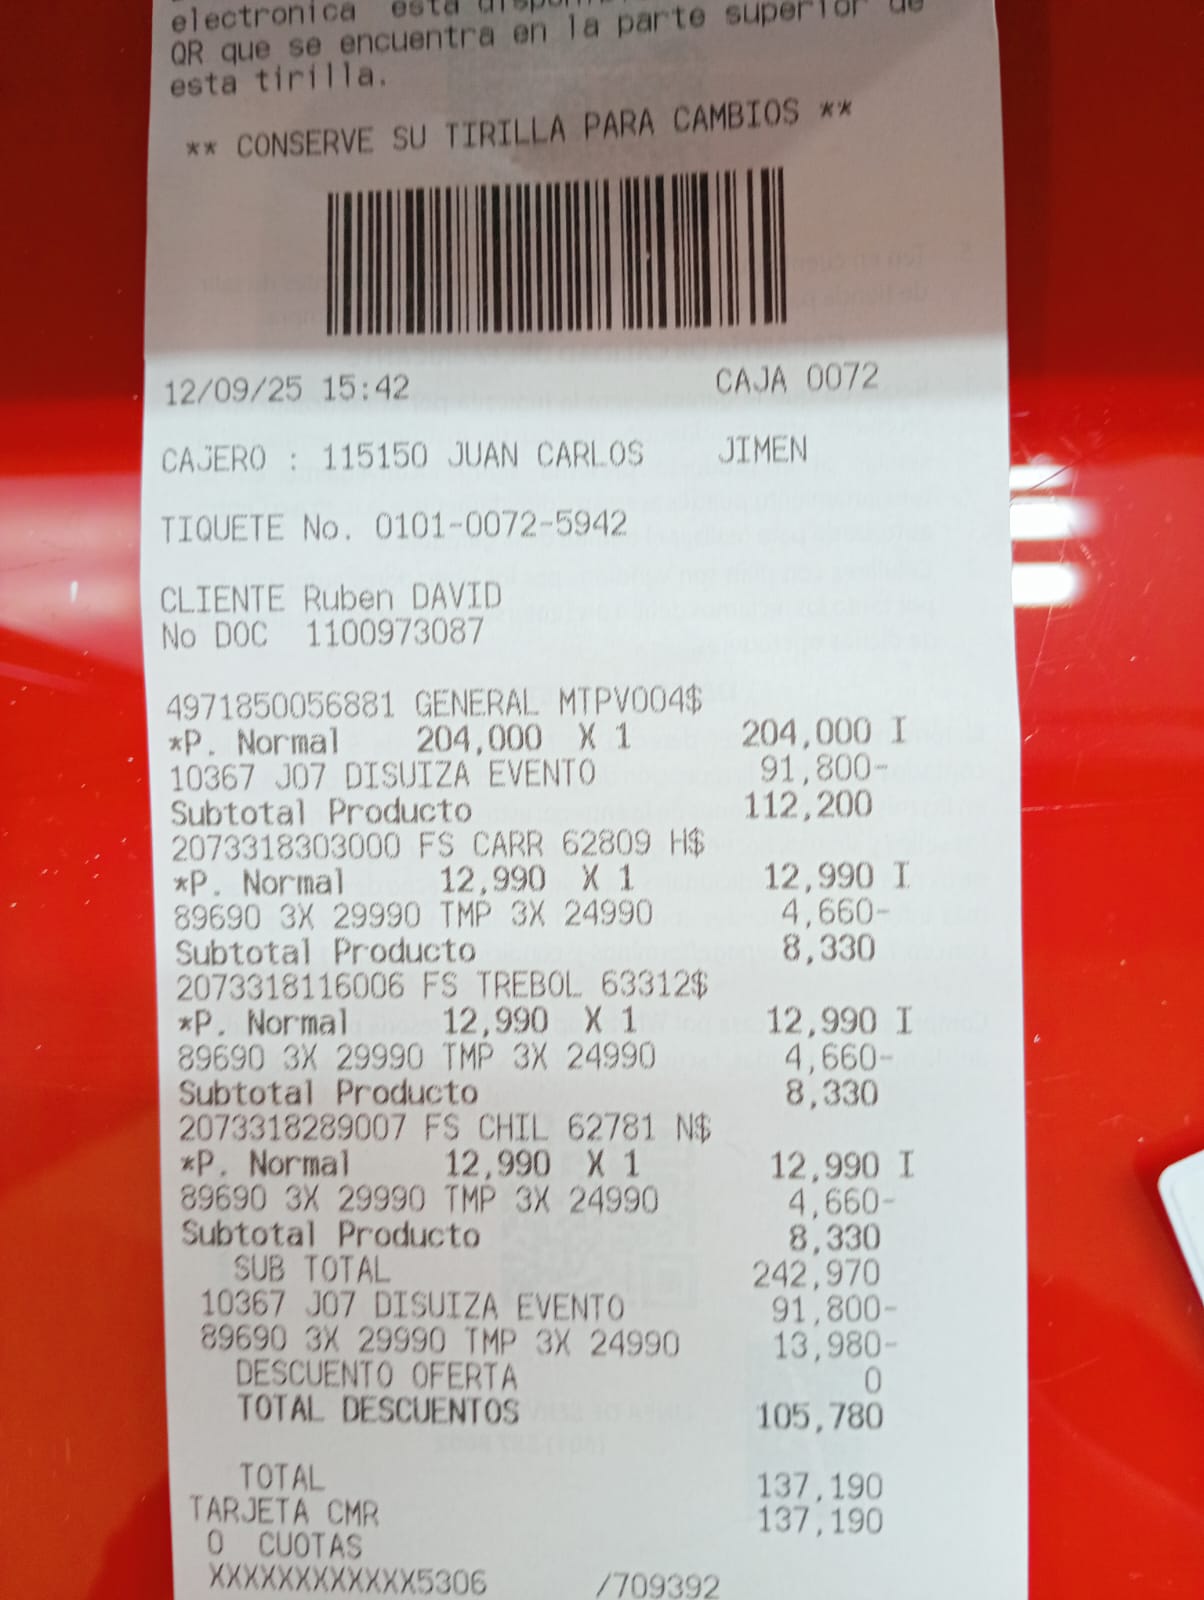 electronica esta
QR que se encuentra en la parte superior de
esta tirilla.
** CONSERVE SU TIRILLA PARA CAMBIOS **
12/09/25 15:42 CAJA 0072
CAJERO : 115150 JUAN CARLOS JIMEN
TIQUETE No. 0101-0072-5942
CLIENTE Ruben DAVID
No DOC 1100973087
4971850056881 GENERAL MTPV004$
*P. Normal 204,000 X 1 204,000 I
10367 J07 DISUIZA EVENTO 91,800-
Subtotal Producto 112,200
2073318303000 FS CARR 62809 H$
*P. Normal 12,990 X 1 12,990 I
89690 3X 29990 TMP 3X 24990 4,660-
Subtotal Producto 8,330
2073318116006 FS TREBOL 63312$
*P. Normal 12,990 X 1 12,990 I
89690 3X 29990 TMP 3X 24990 4,660-
Subtotal Producto 8,330
2073318289007 FS CHIL 62781 N$
*P. Normal 12,990 X 1 12,990 I
89690 3X 29990 TMP 3X 24990 4,660-
Subtotal Producto 8,330
SUB TOTAL 242,970
10367 J07 DISUIZA EVENTO 91,800-
89690 3X 29990 TMP 3X 24990 13,980-
DESCUENTO OFERTA 0
TOTAL DESCUENTOS 105,780
TOTAL 137,190
TARJETA CMR 137,190
0 CUOTAS
XXXXXXXXXXXX5306 /709392